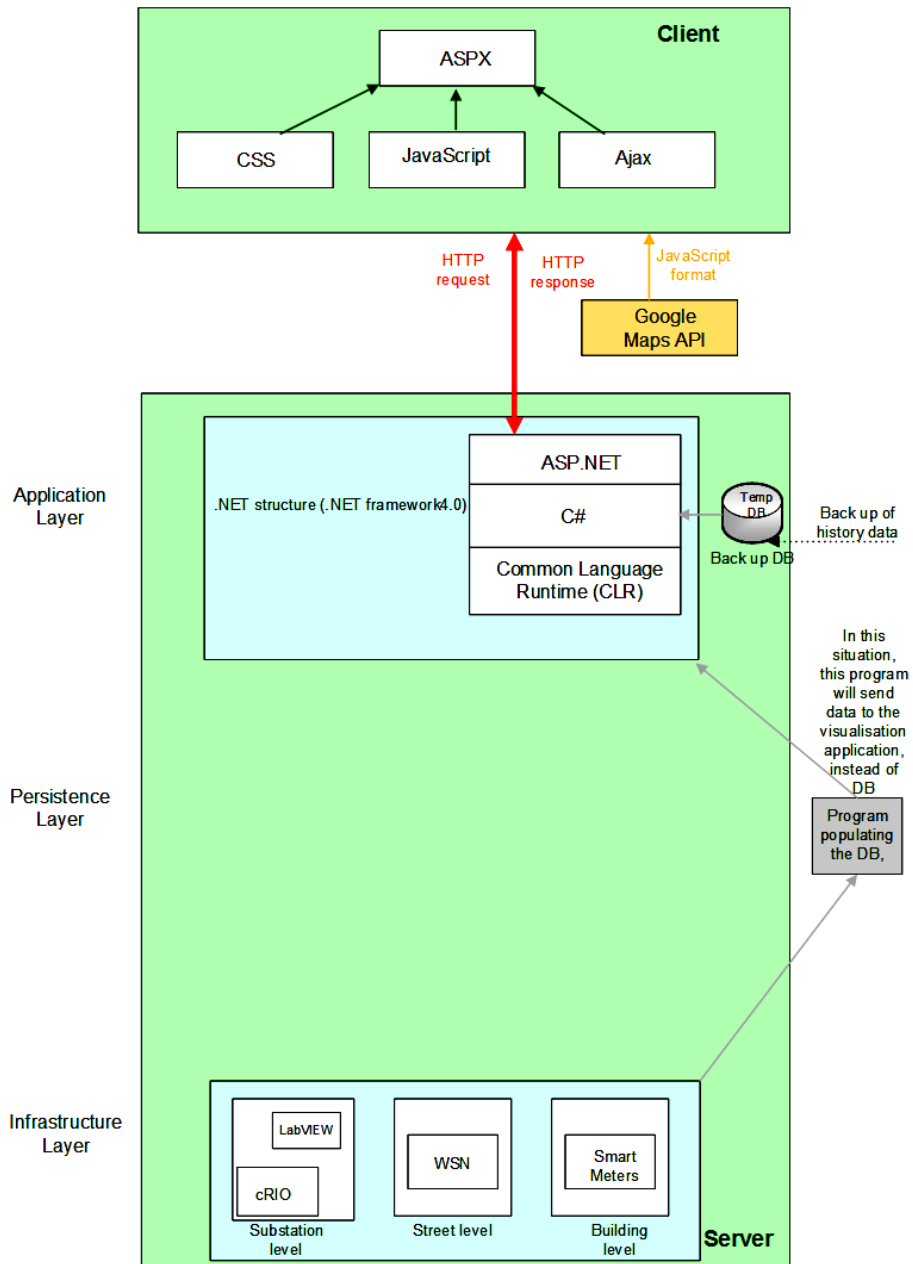 Client
ASPX
CSS
JavaScript
Ajax
HTTP
request
HTTP
response
JavaScript
format
Google
Maps API
Application
Layer
.NET structure (.NET framework4.0)
ASP.NET
C#
Common Language
Runtime (CLR)
Temp
DB
Back up DB
Back up of
history data
In this
situation,
this program
will send
data to the
visualisation
application,
instead of
DB
Persistence
Layer
Program
populating
the DB,
Infrastructure
Layer
LabVIEW
cRIO
Substation
level
WSN
Street level
Smart
Meters
Building
level
Server